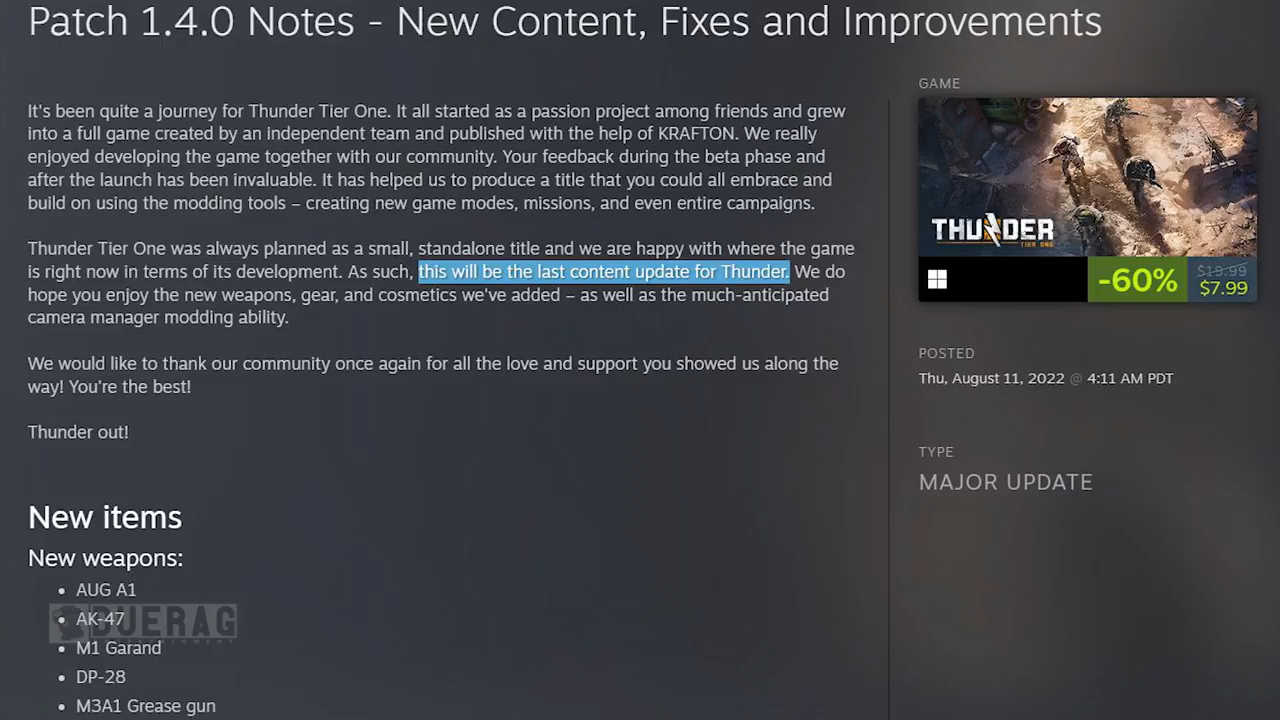 Patch 1.4.0 Notes - New Content, Fixes and Improvements
It's been quite a journey for Thunder Tier One. It all started as a passion project among friends and grew
into a full game created by an independent team and published with the help of KRAFTON. We really
enjoyed developing the game together with our community. Your feedback during the beta phase and
after the launch has been invaluable. It has helped us to produce a title that you could all embrace and
build on using the modding tools – creating new game modes, missions, and even entire campaigns.
Thunder Tier One was always planned as a small, standalone title and we are happy with where the game
is right now in terms of its development. As such, this will be the last content update for Thunder. We do
hope you enjoy the new weapons, gear, and cosmetics we've added – as well as the much-anticipated
camera manager modding ability.
We would like to thank our community once again for all the love and support you showed us along the
way! You're the best!
Thunder out!
New items
New weapons:
• AUG A1
• AK-47
• M1 Garand
• DP-28
• M3A1 Grease gun
BUERAG
GAME
THUNDER
TIER ONE
-60%
$19.99
$7.99
POSTED
Thu, August 11, 2022 @ 4:11 AM PDT
TYPE
MAJOR UPDATE